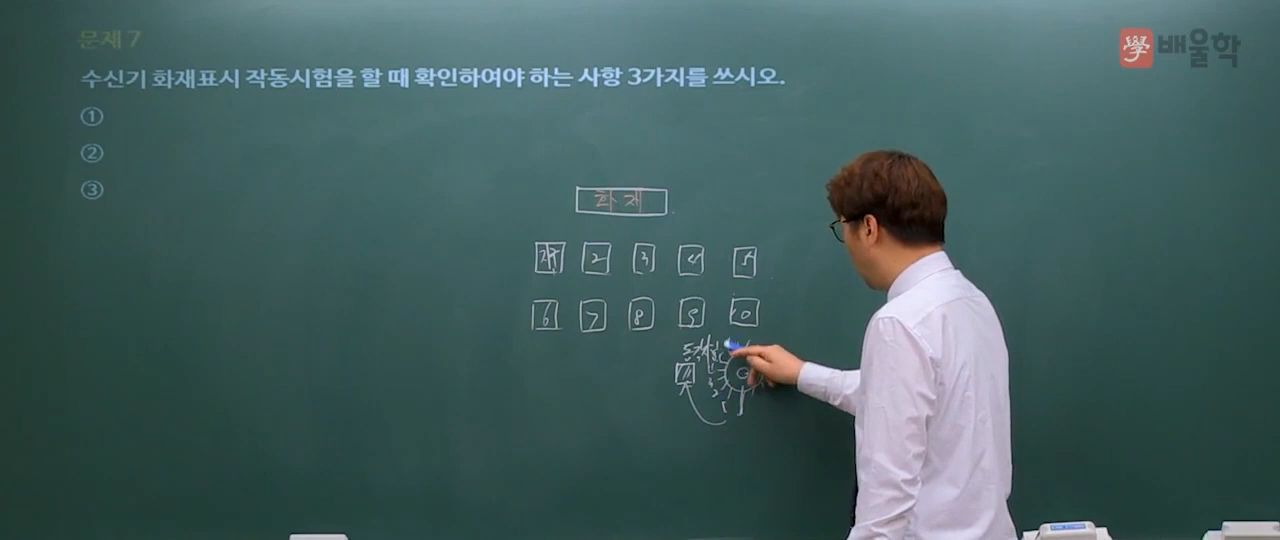 문제 7
學 배울학
수신기 화재표시 작동시험을 할 때 확인하여야 하는 사항 3가지를 쓰시오.
①
②
③
화재
2 3 4 5
6 7 8 9 10